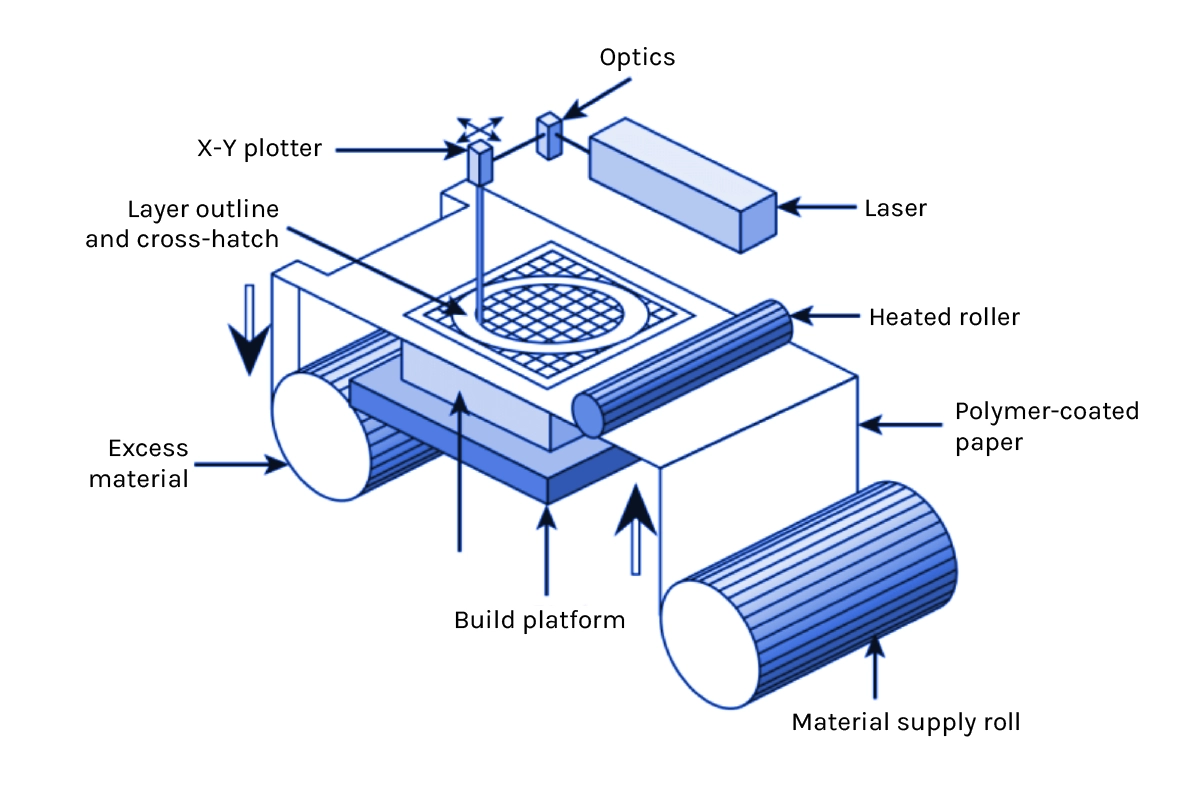 Optics
X-Y plotter
Layer outline
and cross-hatch
Laser
Heated roller
Polymer-coated
paper
Excess
material
Build platform
Material supply roll